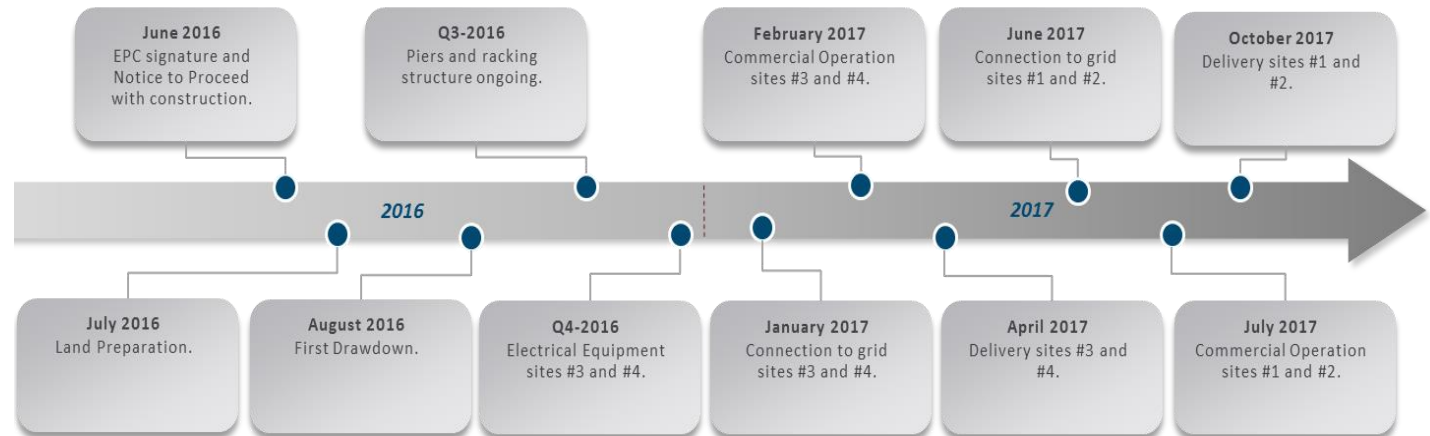 June 2016
EPC signature and
Notice to Proceed
with construction.
Q3-2016
Piers and racking
structure ongoing.
February 2017
Commercial Operation
sites #3 and #4.
June 2017
Connection to grid
sites #1 and #2.
October 2017
Delivery sites #1 and
#2.
2016
2017
July 2016
Land Preparation.
August 2016
First Drawdown.
Q4-2016
Electrical Equipment
sites #3 and #4.
January 2017
Connection to grid
sites #3 and #4.
April 2017
Delivery sites #3 and
#4.
July 2017
Commercial Operation
sites #1 and #2.